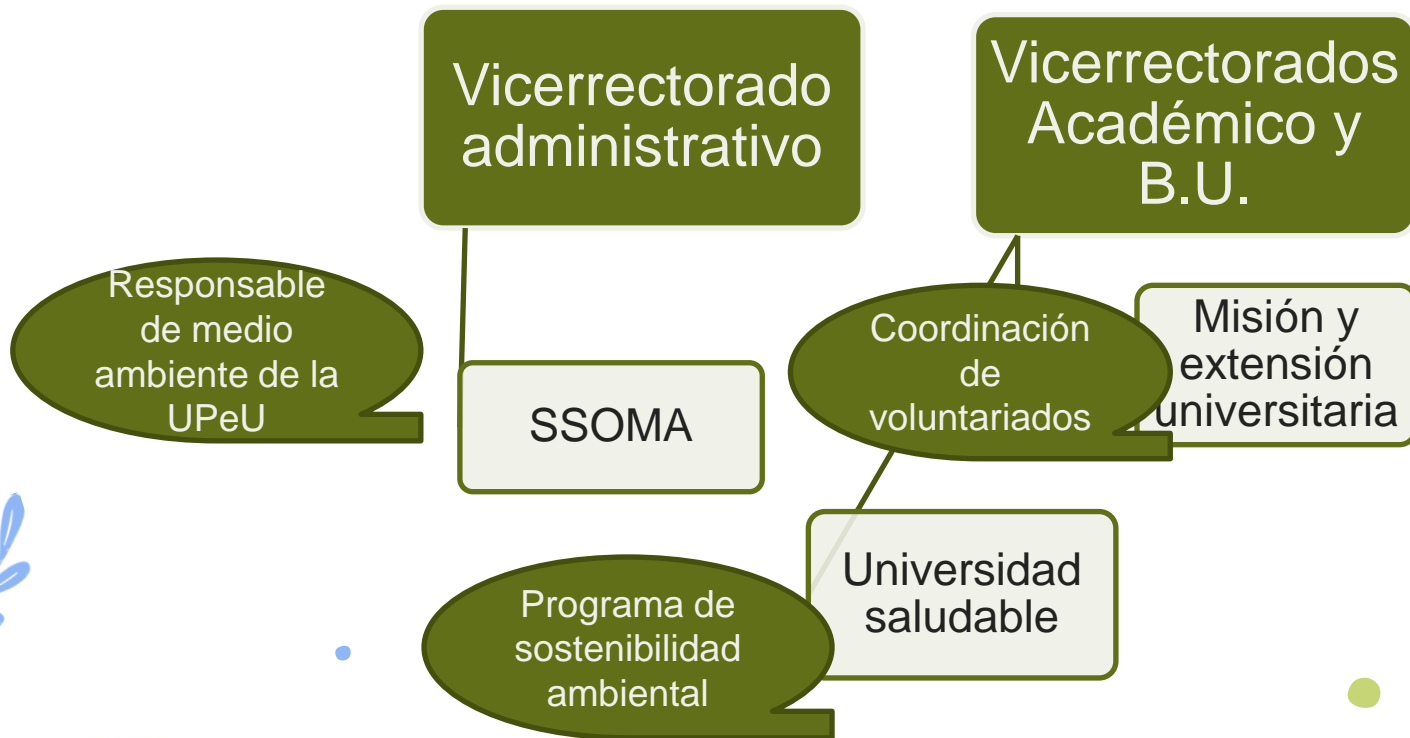 Vicerrectorado
administrativo
Vicerrectorados
Académico y
B.U.
Responsable
de medio
ambiente de la
UPeU
SSOMA
Coordinación
de
voluntariados
Misión y
extensión
universitaria
Programa de
sostenibilidad
ambiental
Universidad
saludable